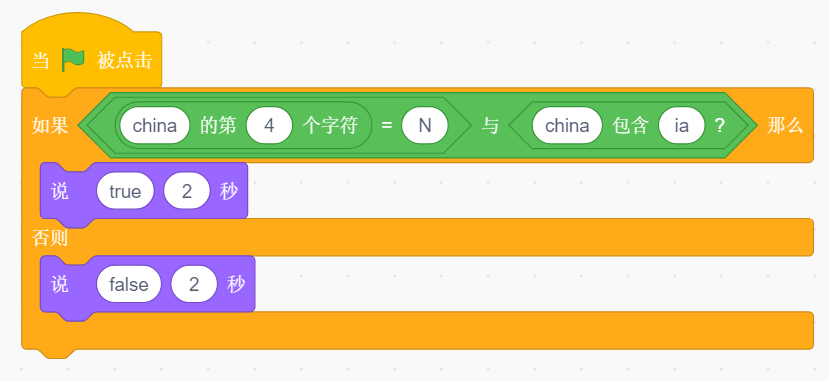 当 被点击
如果 china 的第 4 个字符 = N 与 china 包含 ia ? 那么
说 true 2 秒
否则
说 false 2 秒